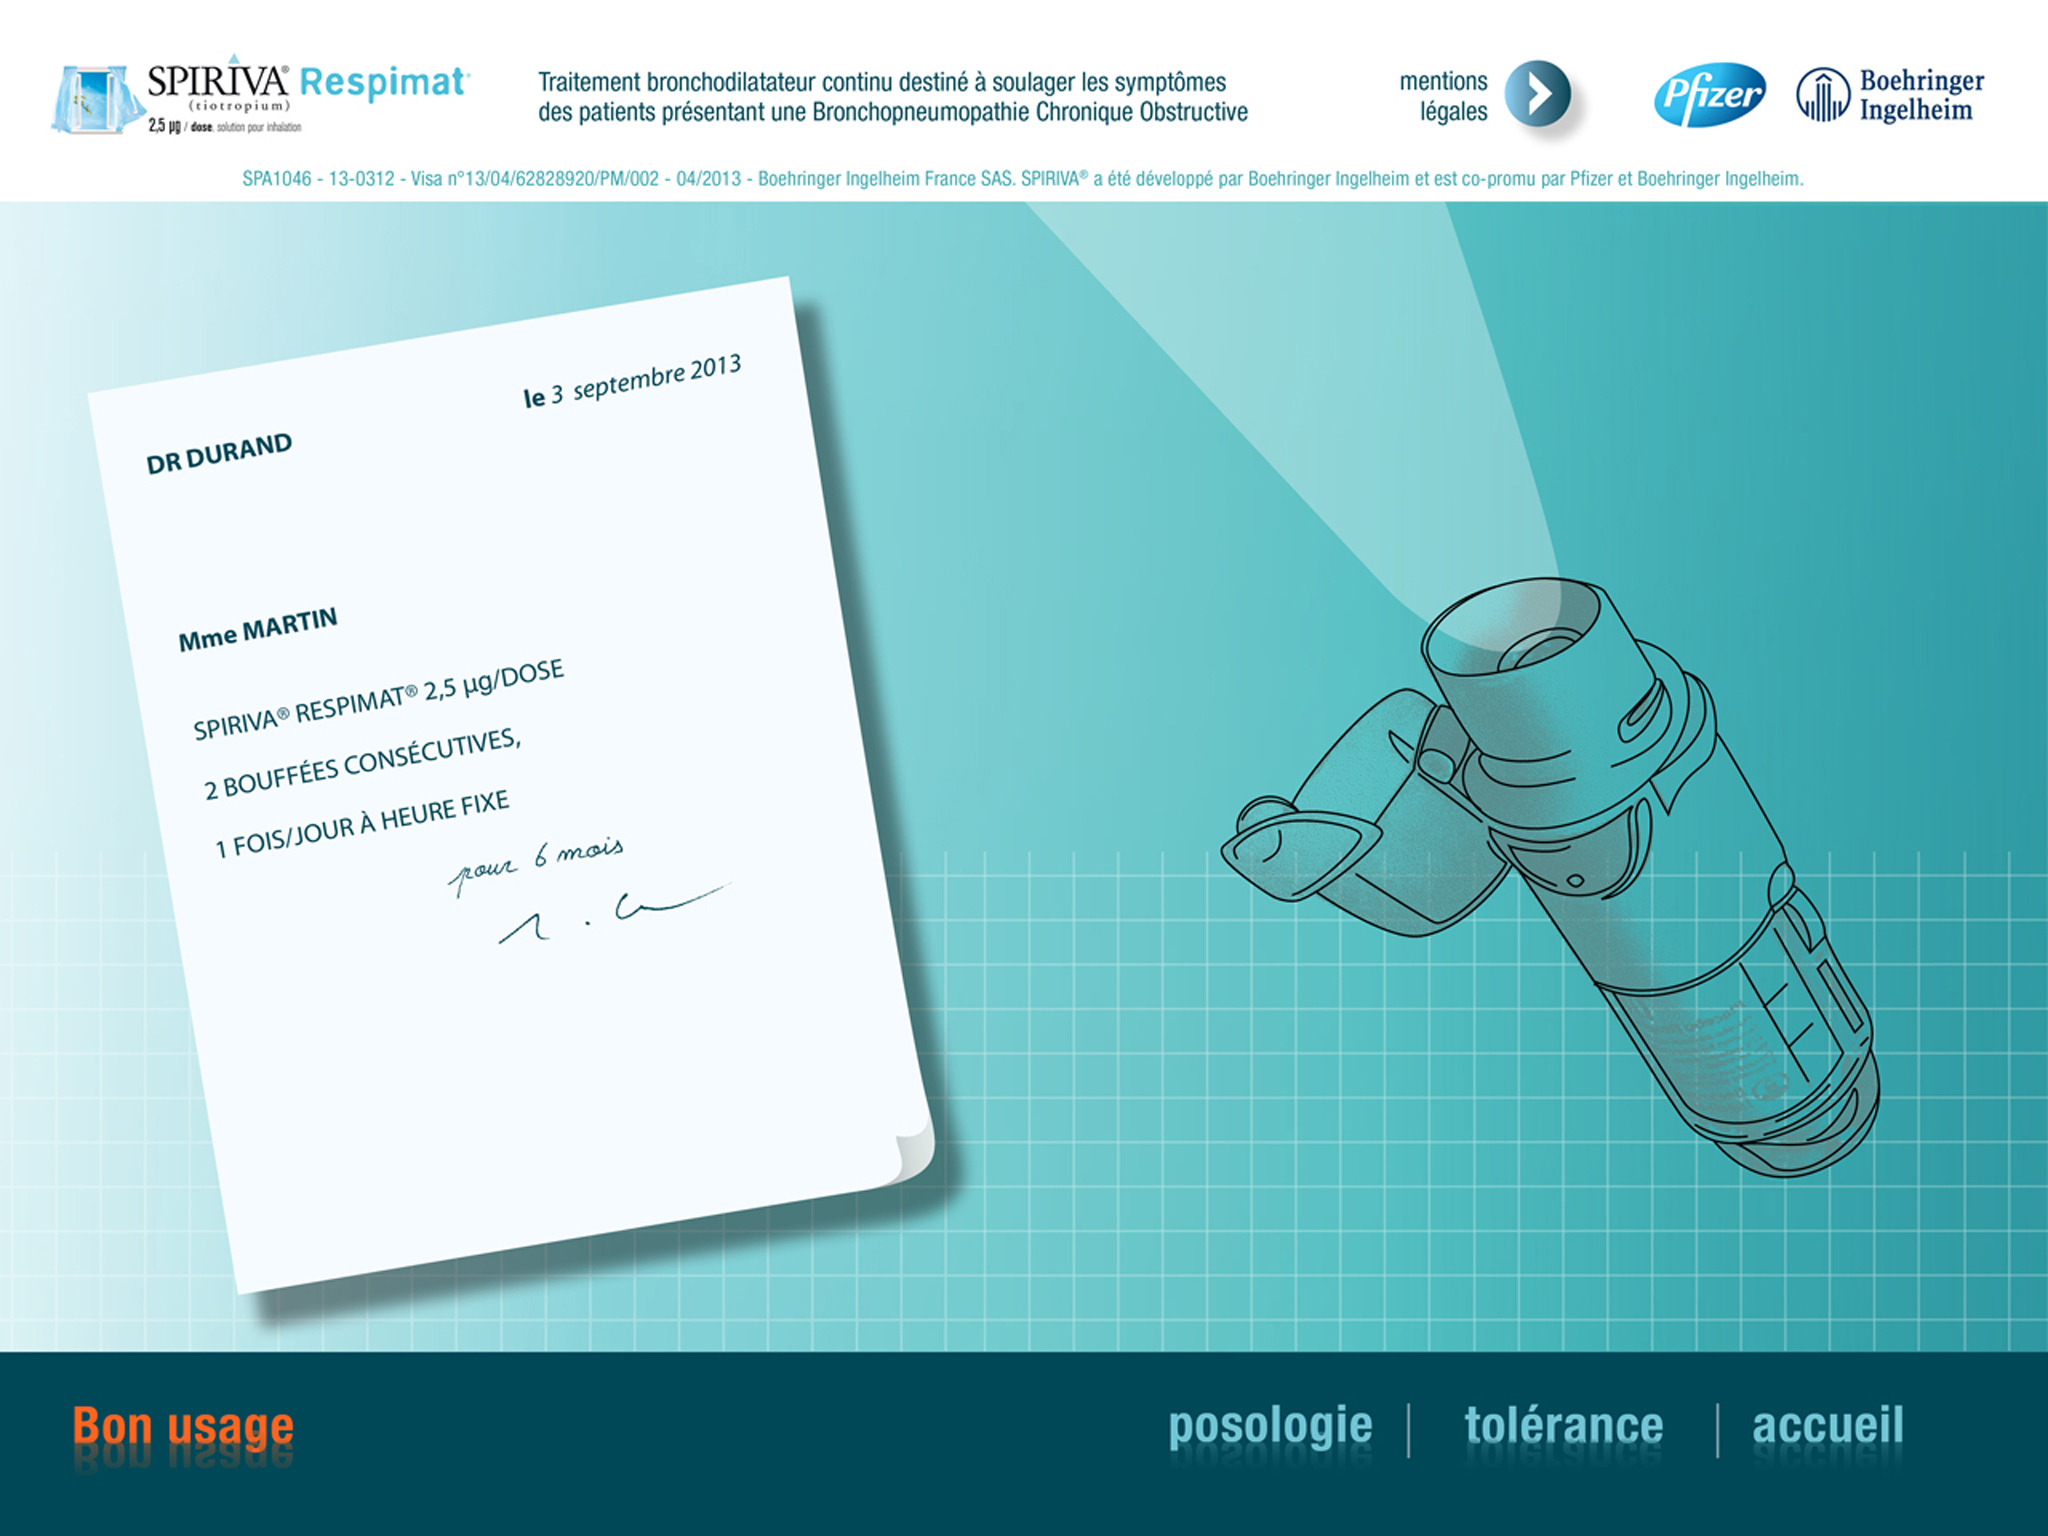 SPIRIVA® Respimat®
(tiotropium)
2,5 µg / dose, solution pour inhalation
Traitement bronchodilatateur continu destiné à soulager les symptômes
des patients présentant une Bronchopneumopathie Chronique Obstructive
mentions
légales
Pfizer
Boehringer
Ingelheim
SPA1046 - 13-0312 - Visa n°13/04/62828920/PM/002 - 04/2013 - Boehringer Ingelheim France SAS. SPIRIVA® a été développé par Boehringer Ingelheim et est co-promu par Pfizer et Boehringer Ingelheim.
le 3 septembre 2013
DR DURAND
Mme MARTIN
SPIRIVA® RESPIMAT® 2,5 µg/DOSE
2 BOUFFÉES CONSÉCUTIVES,
1 FOIS/JOUR À HEURE FIXE
pour 6 mois
Bon usage
posologie
tolérance
accueil